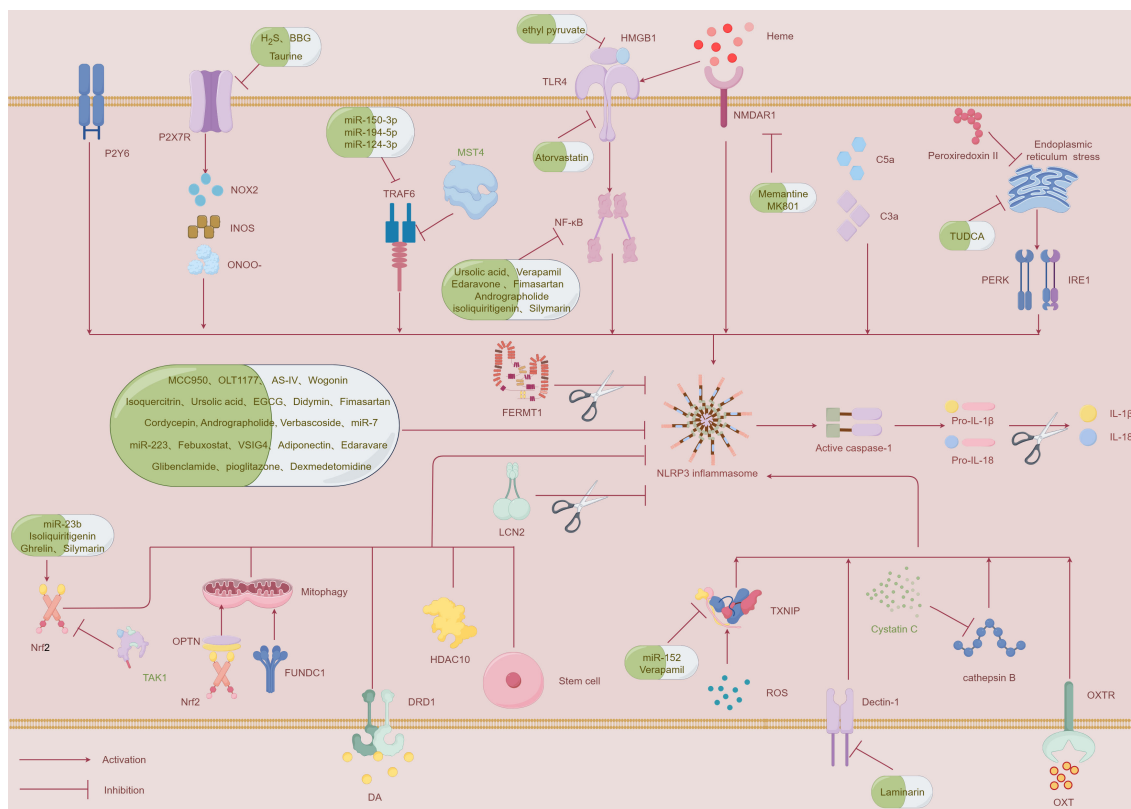 ethyl pyruvate
HMGB1
Heme
H2S、BBG
Taurine
TLR4
NMDAR1
P2X7R
P2Y6
miR-150-3p
miR-194-5p
miR-124-3p
Atorvastatin
MST4
C5a
Peroxiredoxin II
Endoplasmic
reticulum stress
NOX2
TRAF6
Memantine
MK801
INOS
NF-κB
C3a
TUDCA
ONOO-
Ursolic acid、Verapamil
Edaravone 、Fimasartan
Andrographolide
isoliquiritigenin、Silymarin
PERK
IRE1
MCC950、OLT1177、AS-IV、Wogonin
Isoquercitrin、Ursolic acid、EGCG、Didymin、Fimasartan
Cordycepin、Andrographolide、Verbascoside、miR-7
miR-223、Febuxostat、VSIG4、Adiponectin、Edaravare
Glibenclamide、pioglitazone、Dexmedetomidine
FERMT1
NLRP3 inflammasome
Active caspase-1
Pro-IL-1β
Pro-IL-18
IL-1β
IL-18
LCN2
miR-23b
Isoliquiritigenin
Ghrelin、Silymarin
Nrf2
TAK1
Mitophagy
OPTN
Nrf2
FUNDC1
HDAC10
Stem cell
TXNIP
miR-152
Verapamil
ROS
Cystatin C
cathepsin B
DRD1
Dectin-1
OXTR
Activation
Inhibition
DA
Laminarin
OXT